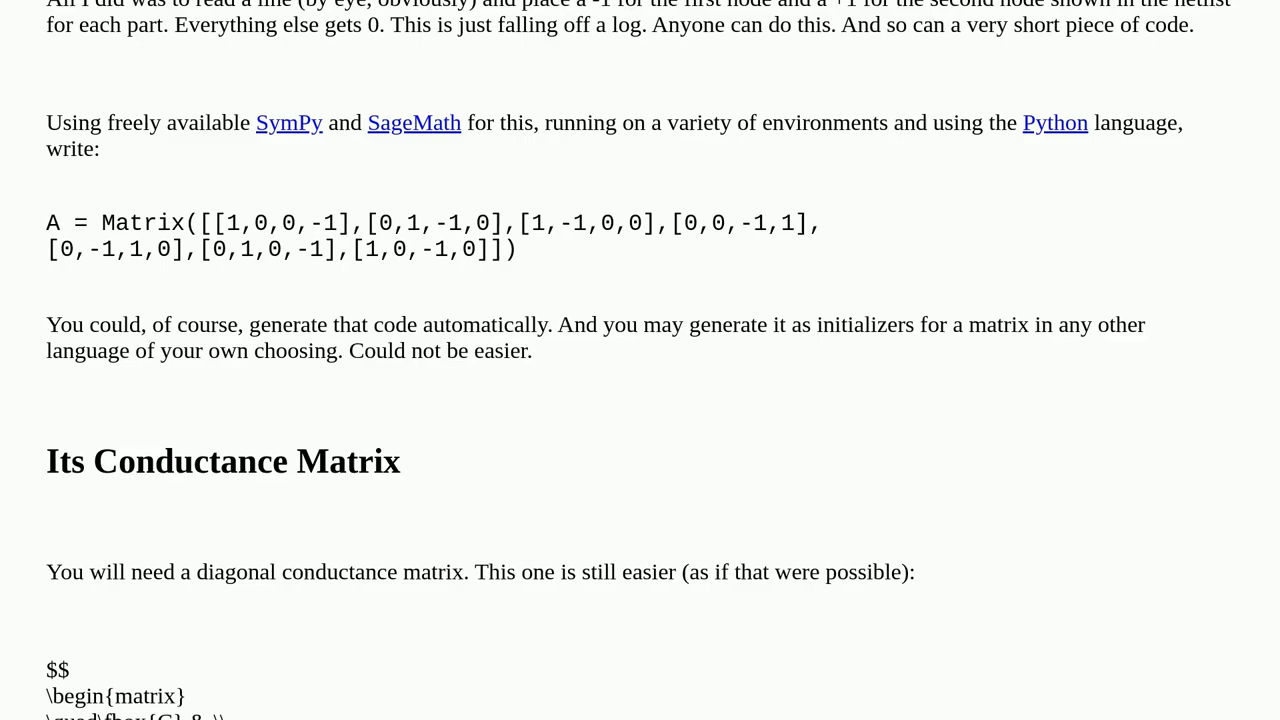 All I did was to read a line (by eye, obviously) and place a -1 for the first node and a +1 for the second node shown in the netlist
for each part. Everything else gets 0. This is just falling off a log. Anyone can do this. And so can a very short piece of code.
Using freely available SymPy and SageMath for this, running on a variety of environments and using the Python language,
write:
A = Matrix([[1,0,0,-1],[0,1,-1,0],[1,-1,0,0],[0,0,-1,1],
[0,-1,1,0],[0,1,0,-1],[1,0,-1,0]])
You could, of course, generate that code automatically. And you may generate it as initializers for a matrix in any other
language of your own choosing. Could not be easier.
Its Conductance Matrix
You will need a diagonal conductance matrix. This one is still easier (as if that were possible):
$$
\begin{matrix}
\quad\fbox{G} & \\